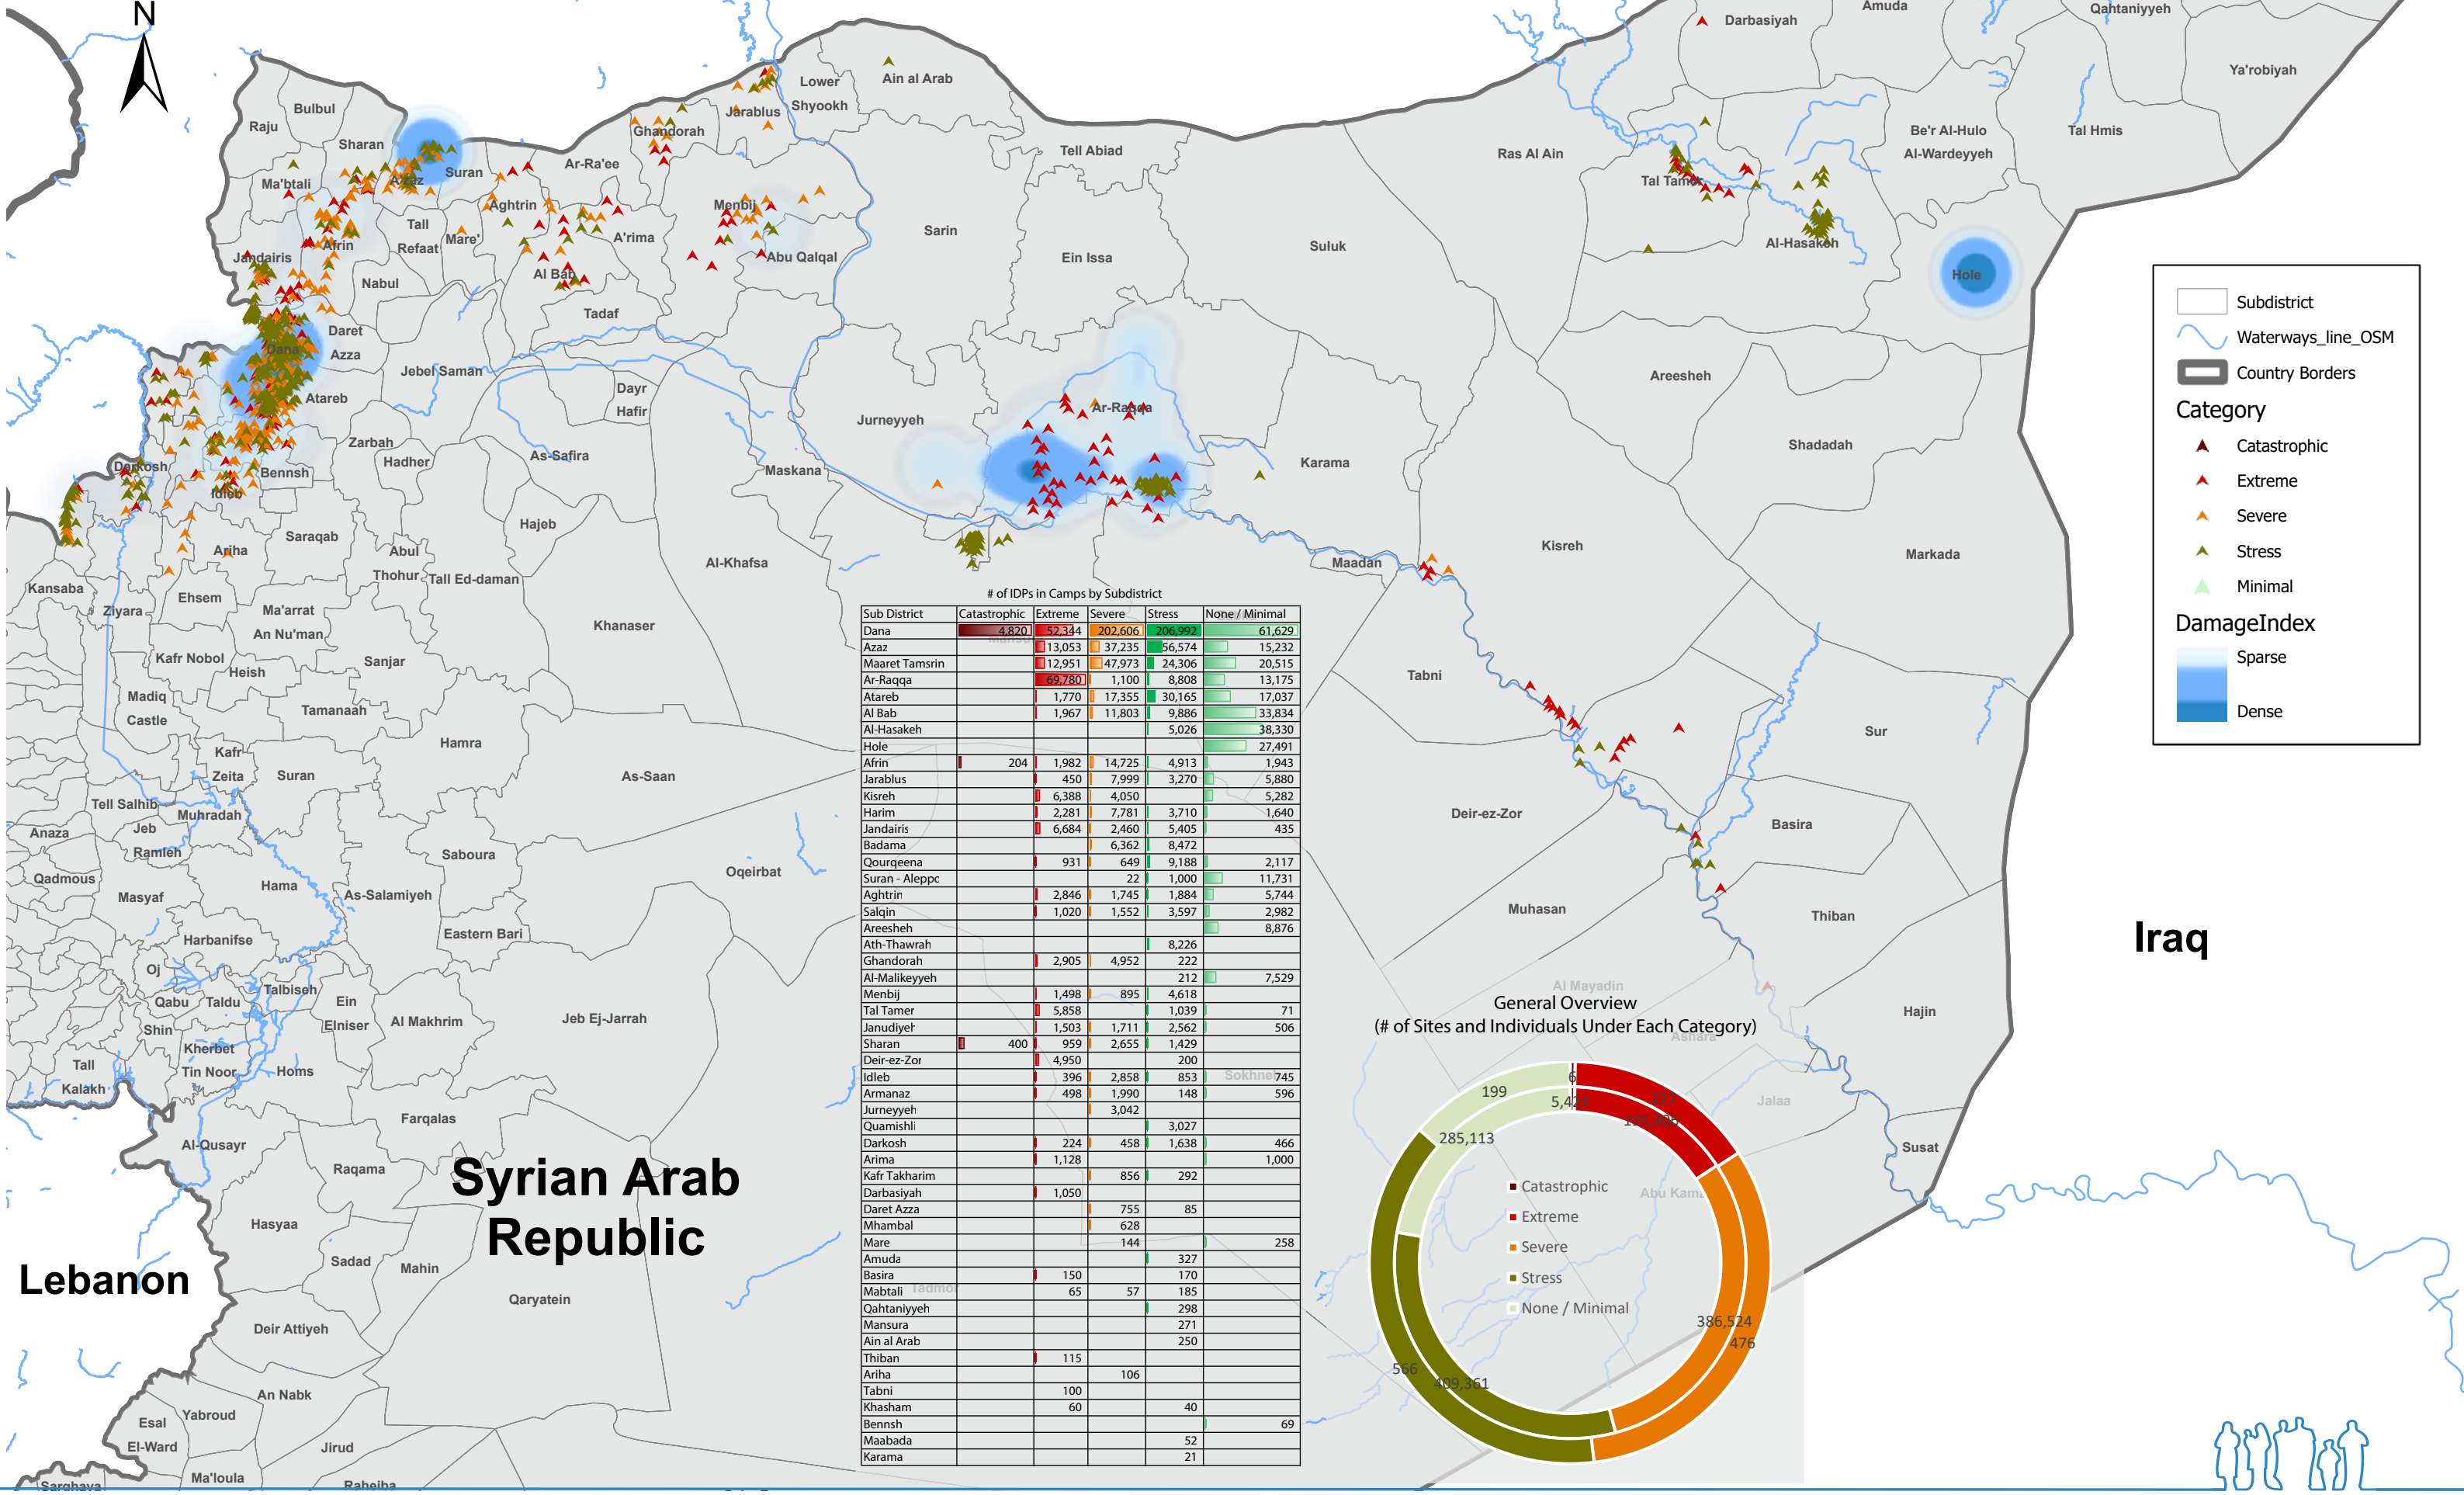 N
Darbasiyah
Amuda
Qahtaniyyeh
Ya'robiyah
Lower
Shyookh
Ain al Arab
Bulbul
Jarablus
Raju
Ghandorah
Be'r Al-Hulo
Al-Wardeyyeh
Tal Hmis
Sharan
Tell Abiad
Ras Al Ain
Ar-Ra'ee
Suran
A'zaz
Ma'btali
Tal Tamer
Aghtrin
Menbij
Tall
Refaat
Mare'
A'rima
Sarin
Afrin
Suluk
Al-Hasakeh
Jandairis
Abu Qalqal
Ein Issa
Hole
Al Bab
Nabul
Tadaf
Daret
Azza
Dana
Jebel Saman
Areesheh
Dayr
Hafir
Atareb
Ar-Raqqa
Jurneyyeh
Zarbah
Shadadah
As-Safira
Hadher
Karama
Darkosh
Bennsh
Maskana
Idleb
Hajeb
Saraqab
Ariha
Abul
Thohur
Kisreh
Markada
Al-Khafsa
Maadan
Tall Ed-daman
Kansaba
Ehsem
Ziyara
Ma'arrat
An Nu'man
Khanaser
Kafr Nobol
Heish
Sanjar
Tabni
Madiq
Castle
Tamanaah
Sur
Hamra
Kafr
Zeita
Suran
As-Saan
Tell Salhib
Muhradah
Deir-ez-Zor
Basira
Anaza
Jeb
Ramleh
Saboura
Oqeirbat
Qadmous
Hama
As-Salamiyeh
Masyaf
Muhasan
Thiban
Harbanifse
Eastern Bari
Oj
Talbiseh
Qabu
Taldu
Ein
Elniser
Al Makhrim
Jeb Ej-Jarrah
Al Mayadin
Hajin
Shin
Ashara
Kherbet
Tin Noor
Homs
Tall
Kalakh
Sokhneh
Jalaa
Farqalas
Al-Qusayr
Susat
Raqama
Abu Kamal
Hasyaa
Sadad
Mahin
Tadmor
Qaryatein
Deir Attiyeh
An Nabk
Yabroud
Esal
El-Ward
Jirud
Ma'loula
Raheiba
Sarghaya
Syrian Arab
Republic
Lebanon
Iraq
Subdistrict
Waterways_line_OSM
Country Borders
Category
Catastrophic
Extreme
Severe
Stress
Minimal
DamageIndex
Sparse
Dense
# of IDPs in Camps by Subdistrict
Sub District Catastrophic Extreme Severe Stress None / Minimal
Dana 4,820 52,344 202,606 206,992 61,629
Azaz 13,053 37,235 56,574 15,232
Maaret Tamsrin 12,951 47,973 24,306 20,515
Ar-Raqqa 69,780 1,100 8,808 13,175
Atareb 1,770 17,355 30,165 17,037
Al Bab 1,967 11,803 9,886 33,834
Al-Hasakeh 5,026 38,330
Hole 27,491
Afrin 204 1,982 14,725 4,913 1,943
Jarablus 450 7,999 3,270 5,880
Kisreh 6,388 4,050 5,282
Harim 2,281 7,781 3,710 1,640
Jandairis 6,684 2,460 5,405 435
Badama 6,362 8,472
Qourqeena 931 649 9,188 2,117
Suran - Aleppo 22 1,000 11,731
Aghtrin 2,846 1,745 1,884 5,744
Salqin 1,020 1,552 3,597 2,982
Areesheh 8,876
Ath-Thawrah 8,226
Ghandorah 2,905 4,952 222
Al-Malikeyyeh 212 7,529
Menbij 1,498 895 4,618
Tal Tamer 5,858 1,039 71
Janudiyeh 1,503 1,711 2,562 506
Sharan 400 959 2,655 1,429
Deir-ez-Zor 4,950 200
Idleb 396 2,858 853 745
Armanaz 498 1,990 148 596
Jurneyyeh 3,042
Quamishli 3,027
Darkosh 224 458 1,638 466
Arima 1,128 1,000
Kafr Takharim 856 292
Darbasiyah 1,050
Daret Azza 755 85
Mhambal 628
Mare 144 258
Amuda 327
Basira 150 170
Mabtali 65 57 185
Qahtaniyyeh 298
Mansura 271
Ain al Arab 250
Thiban 115
Ariha 106
Tabni 100
Khasham 60 40
Bennsh 69
Maabada 52
Karama 21
General Overview
(# of Sites and Individuals Under Each Category)
6
199
5,424
285,113
Catastrophic
Extreme
Severe
Stress
None / Minimal
386,524
476
566
409,361